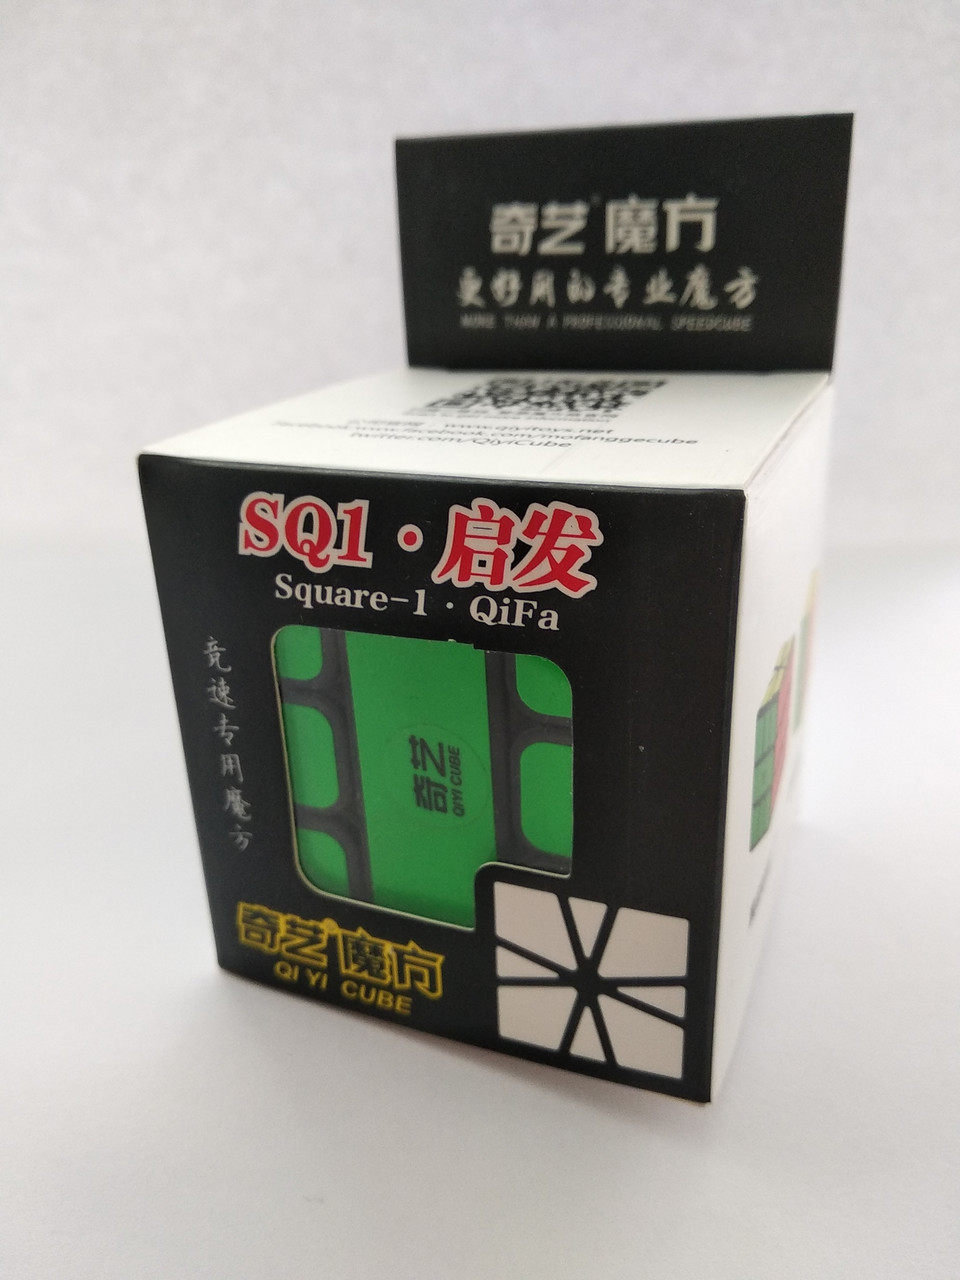 奇艺®魔方
更好用的专业魔方
MORE THAN A PROFESSIONAL SPEEDCUBE
www.qiyitoys.net
Facebook:www.facebook.com/mofanggecube
twitter.com/QiyiCube
SQ1·启发
Square-1·QiFa
竞速专用魔方
奇艺
QIYI CUBE
奇艺®魔方
QI YI CUBE